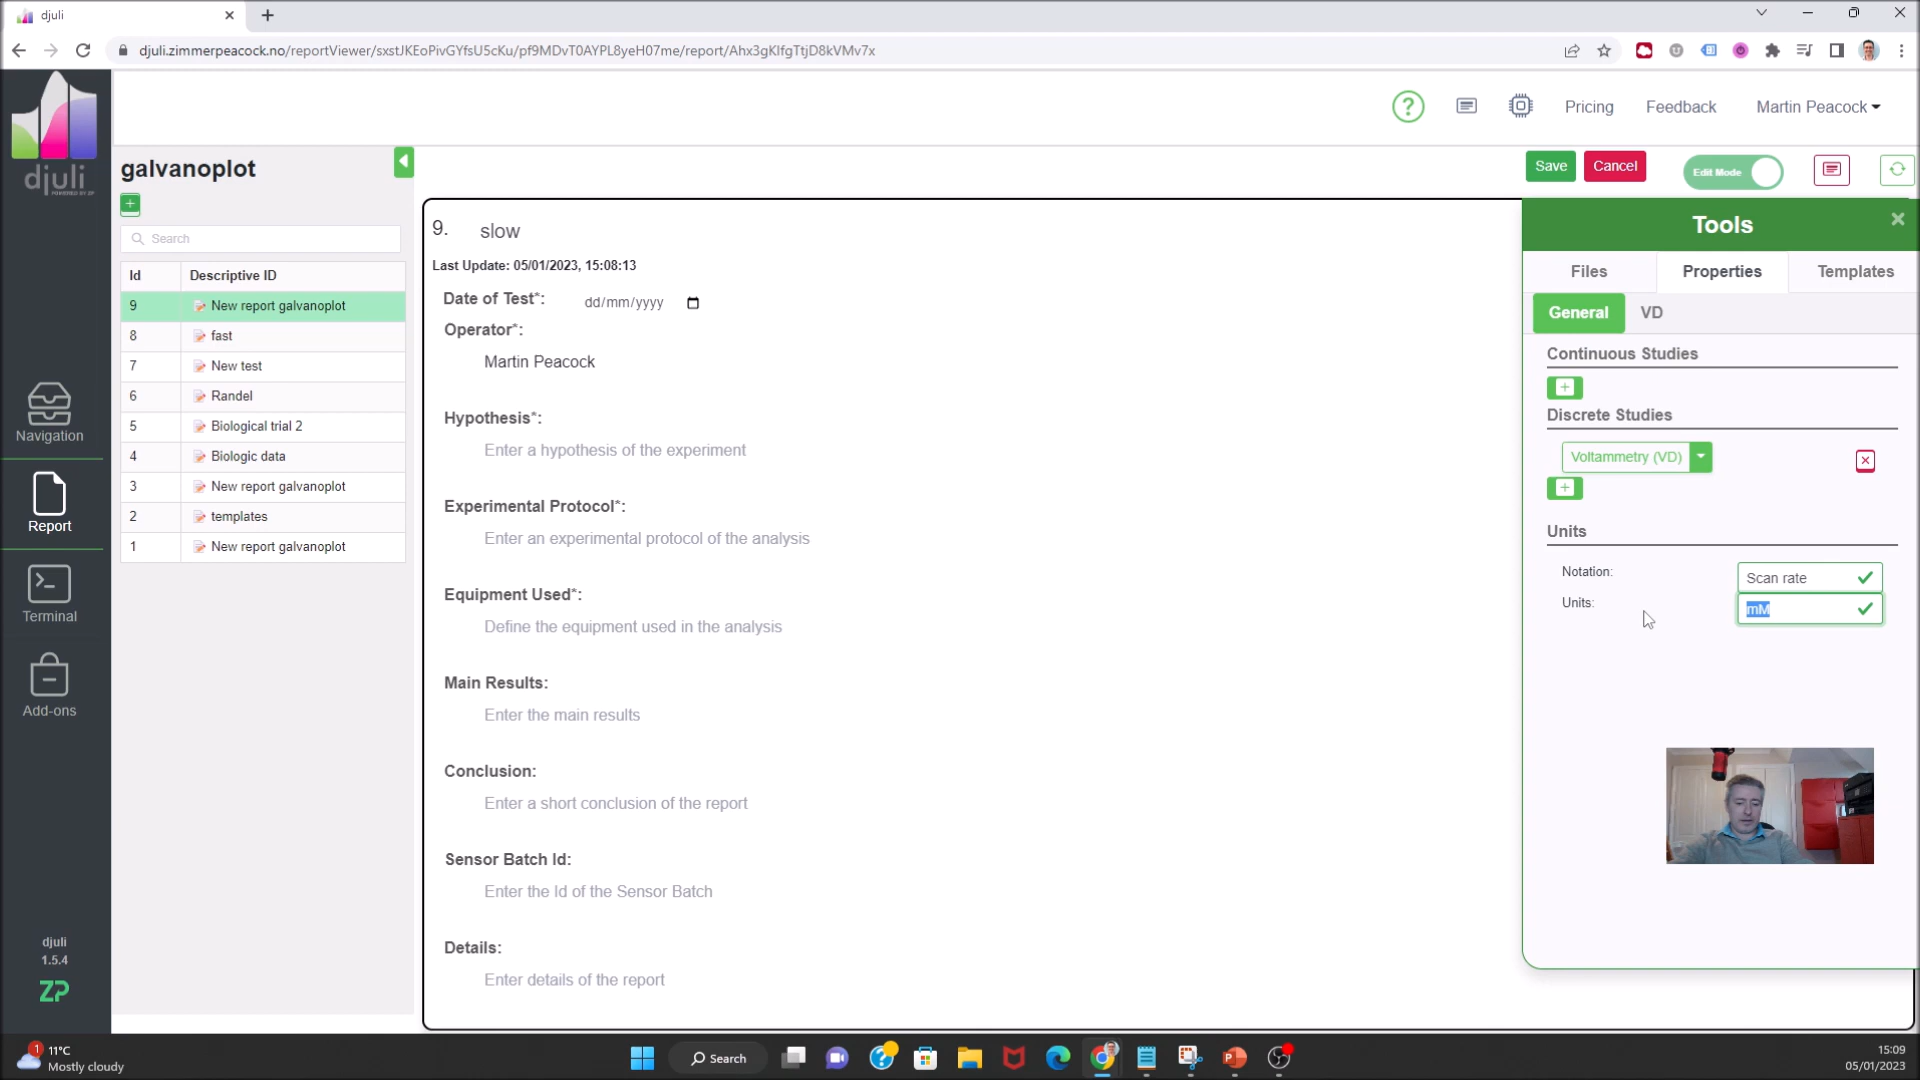 djuli
djuli.zimmerpeacock.no/reportViewer/sxstJKEoPivGYfsU5cKu/pf9MDvT0AYPL8yeH07me/report/Ahx3gKlfgTtjD8kVMv7x
djuli
POWERED BY ZP
? Pricing Feedback Martin Peacock
galvanoplot
Save Cancel Edit Mode
Search
Id Descriptive ID
9 New report galvanoplot
8 fast
7 New test
6 Randel
5 Biological trial 2
4 Biologic data
3 New report galvanoplot
2 templates
1 New report galvanoplot
Navigation
Report
Terminal
Add-ons
djuli
1.5.4
ZP
9. slow
Last Update: 05/01/2023, 15:08:13
Date of Test*: dd/mm/yyyy
Operator*:
Martin Peacock
Hypothesis*:
Enter a hypothesis of the experiment
Experimental Protocol*:
Enter an experimental protocol of the analysis
Equipment Used*:
Define the equipment used in the analysis
Main Results:
Enter the main results
Conclusion:
Enter a short conclusion of the report
Sensor Batch Id:
Enter the Id of the Sensor Batch
Details:
Enter details of the report
Tools
Files Properties Templates
General VD
Continuous Studies
Discrete Studies
Voltammetry (VD)
Units
Notation: Scan rate
Units: mM
1 11°C
Mostly cloudy
Search
15:09
05/01/2023